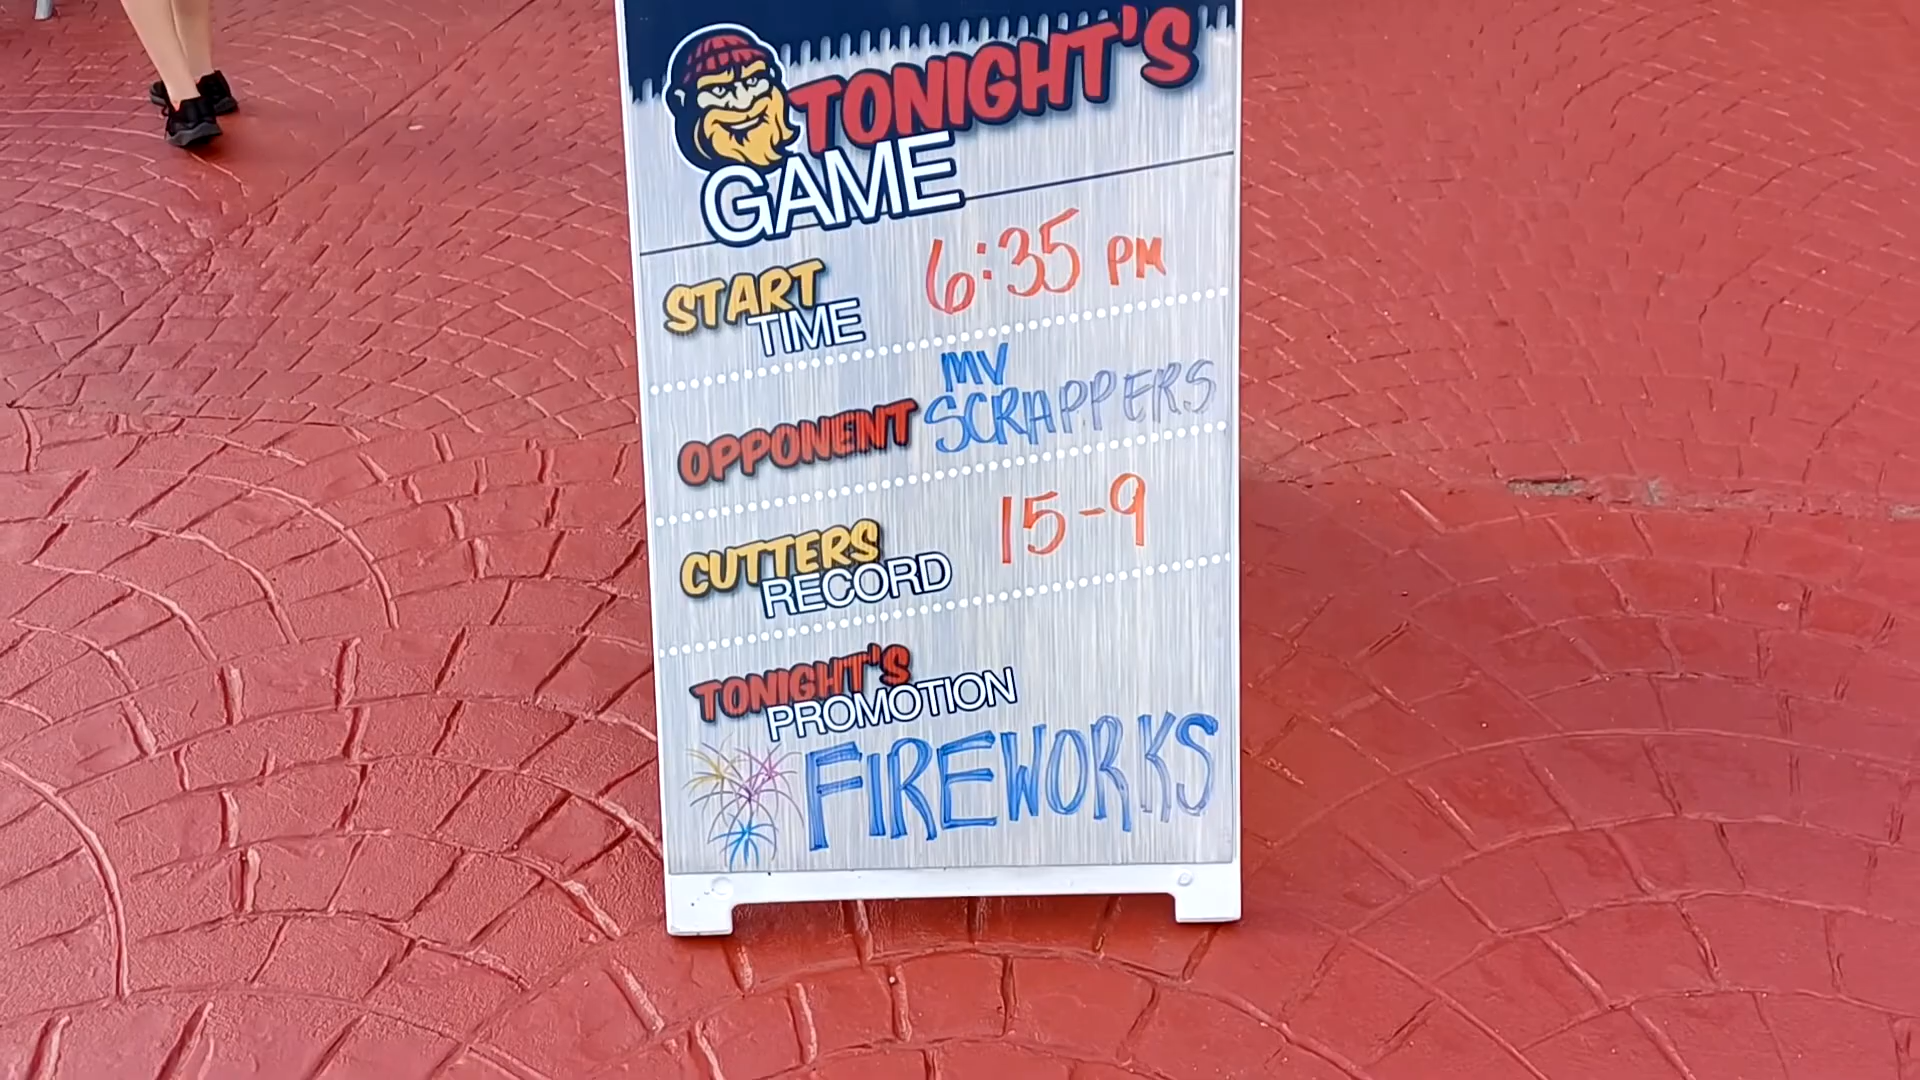 TONIGHT'S
GAME
START
TIME
6:35 PM
MV
OPPONENT SCRAPPERS
CUTTERS
RECORD
15-9
TONIGHT'S
PROMOTION
FIREWORKS